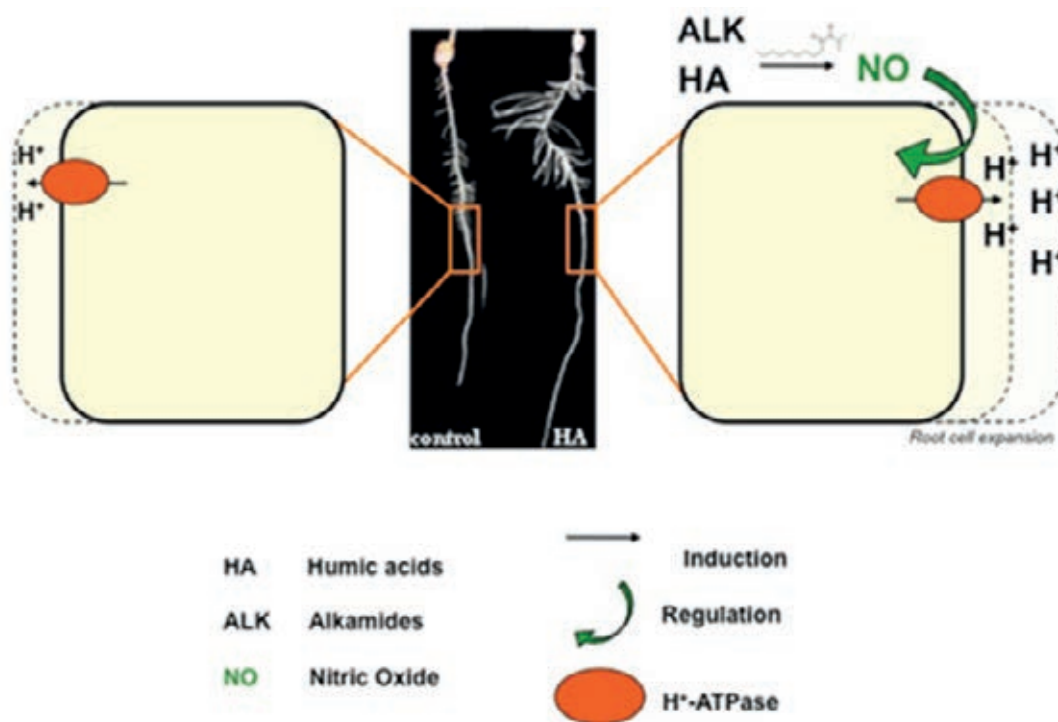 ALK
HA
NO
H⁺
H⁺
H⁺
H⁺
H⁺
H⁺
H⁺
control
HA
Root cell expansion
HA Humic acids
ALK Alkamides
NO Nitric Oxide
Induction
Regulation
H⁺-ATPase